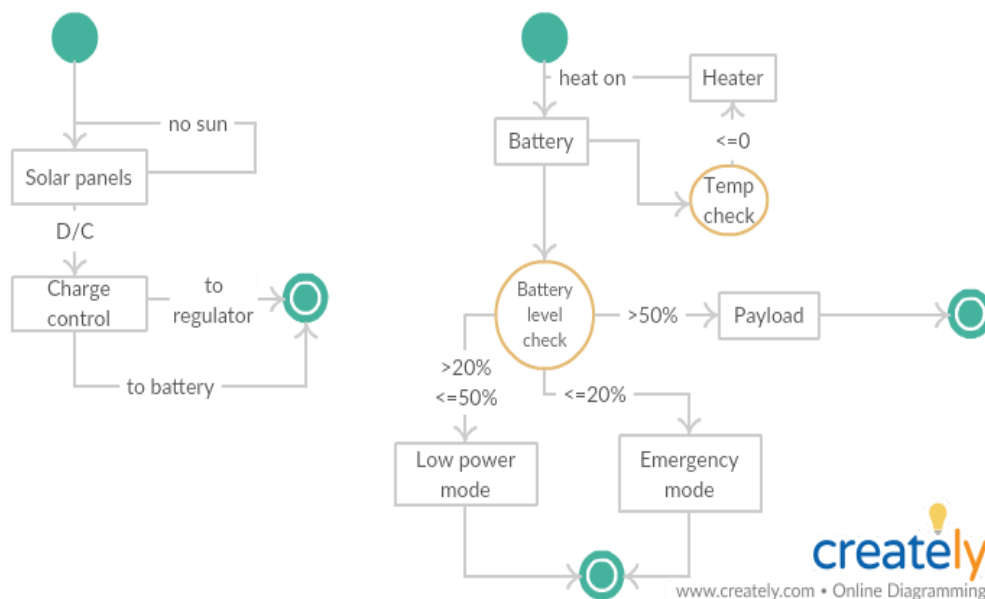 no sun
Solar panels
D/C
Charge
control
to
regulator
to battery
heat on
Heater
Battery
<=0
Temp
check
Battery
level
check
>50%
Payload
>20%
<=50%
<=20%
Low power
mode
Emergency
mode
creately
www.creately.com • Online Diagramming